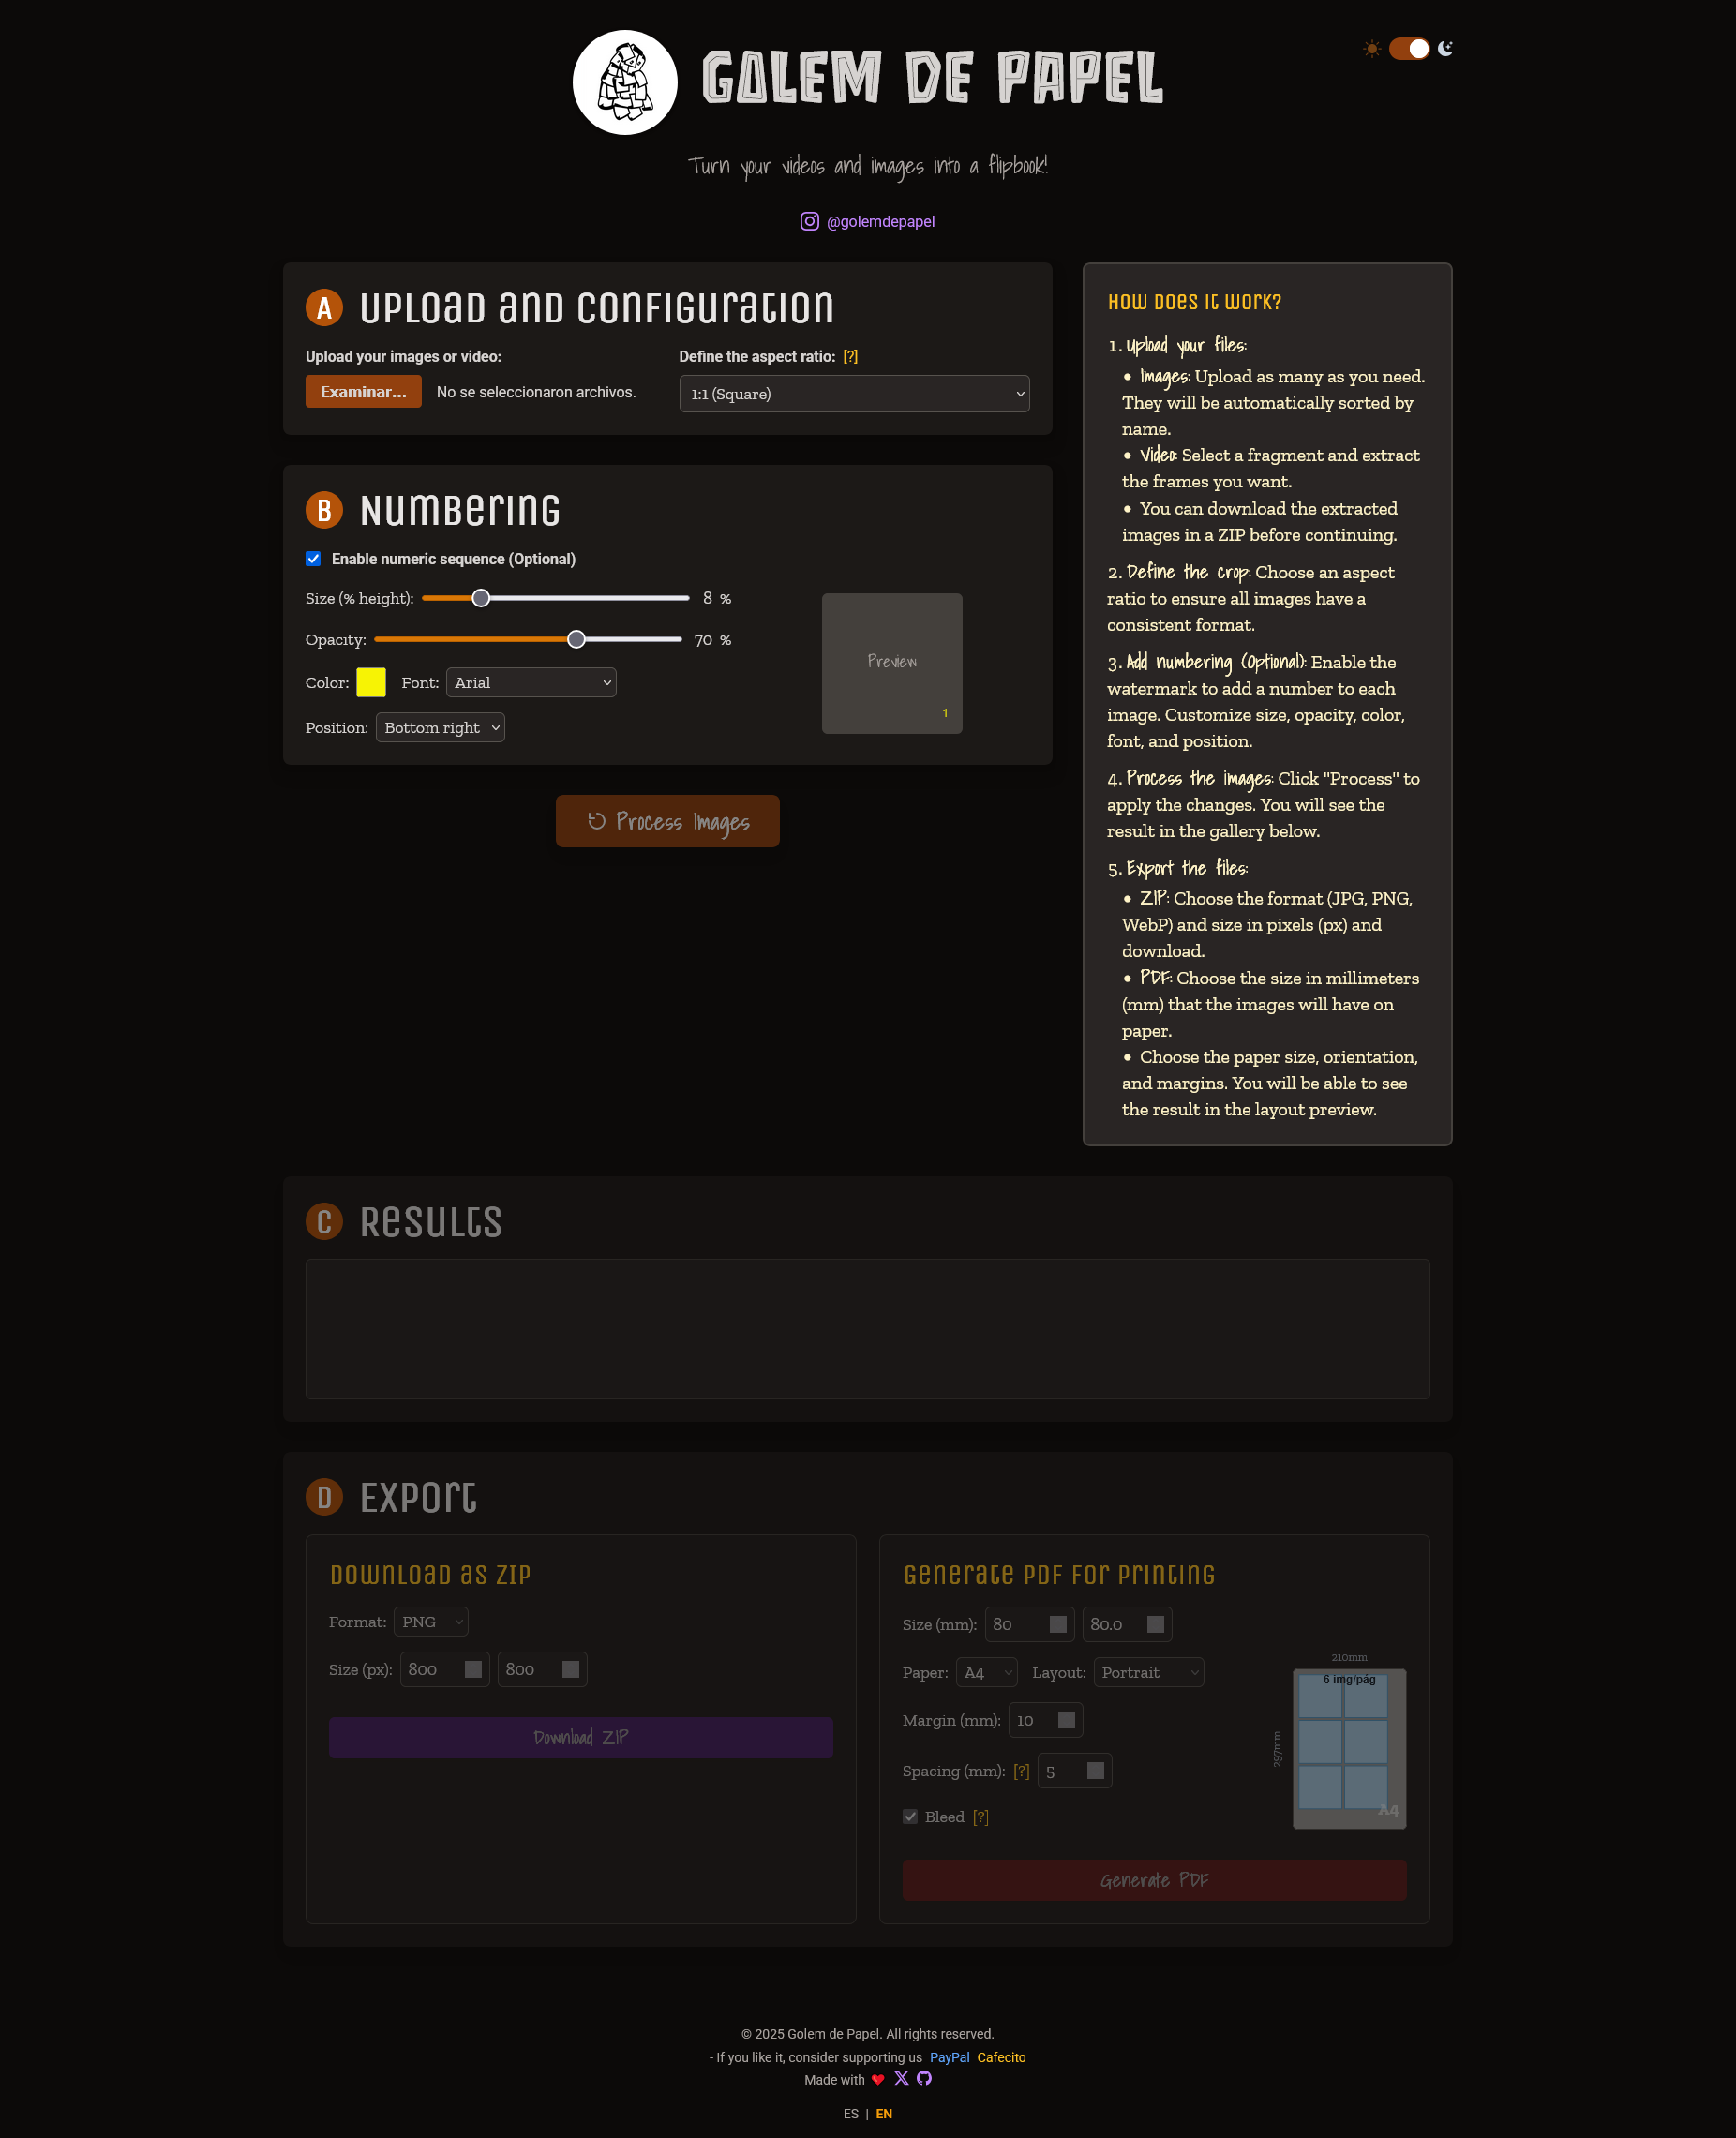 GOLEM DE PAPEL
Turn your videos and images into a flipbook!
@golemdepapel
A Upload and Configuration
Upload your images or video:
Examinar... No se seleccionaron archivos.
Define the aspect ratio: [?]
1:1 (Square)
B Numbering
Enable numeric sequence (Optional)
Size (% height): 8 %
Opacity: 70 %
Color: Font: Arial
Position: Bottom right
Preview
1
Process Images
How does it work?
1. Upload your files:
• Images: Upload as many as you need.
They will be automatically sorted by
name.
• Video: Select a fragment and extract
the frames you want.
• You can download the extracted
images in a ZIP before continuing.
2. Define the crop: Choose an aspect
ratio to ensure all images have a
consistent format.
3. Add numbering (Optional): Enable the
watermark to add a number to each
image. Customize size, opacity, color,
font, and position.
4. Process the images: Click "Process" to
apply the changes. You will see the
result in the gallery below.
5. Export the files:
• ZIP: Choose the format (JPG, PNG,
WebP) and size in pixels (px) and
download.
• PDF: Choose the size in millimeters
(mm) that the images will have on
paper.
• Choose the paper size, orientation,
and margins. You will be able to see
the result in the layout preview.
C Results
D Export
Download as ZIP
Format: PNG
Size (px): 800 800
Download ZIP
Generate PDF for Printing
Size (mm): 80 80.0
Paper: A4 Layout: Portrait
Margin (mm): 10
Spacing (mm): [?] 5
Bleed [?]
210mm
6 img/pág
297mm
A4
Generate PDF
© 2025 Golem de Papel. All rights reserved.
- If you like it, consider supporting us PayPal Cafecito
Made with
ES | EN